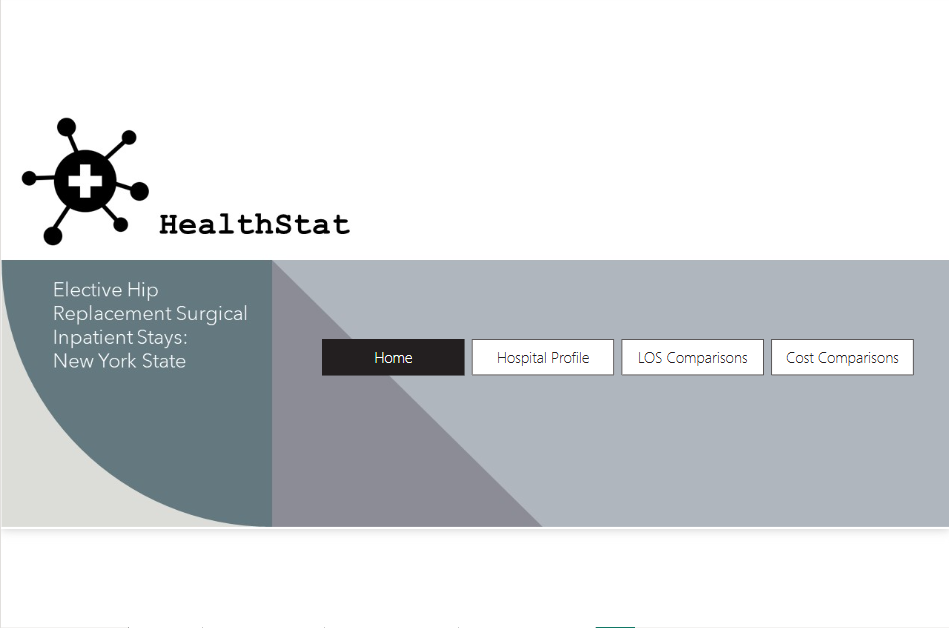 HealthStat
Elective Hip
Replacement Surgical
Inpatient Stays:
New York State
Home
Hospital Profile
LOS Comparisons
Cost Comparisons